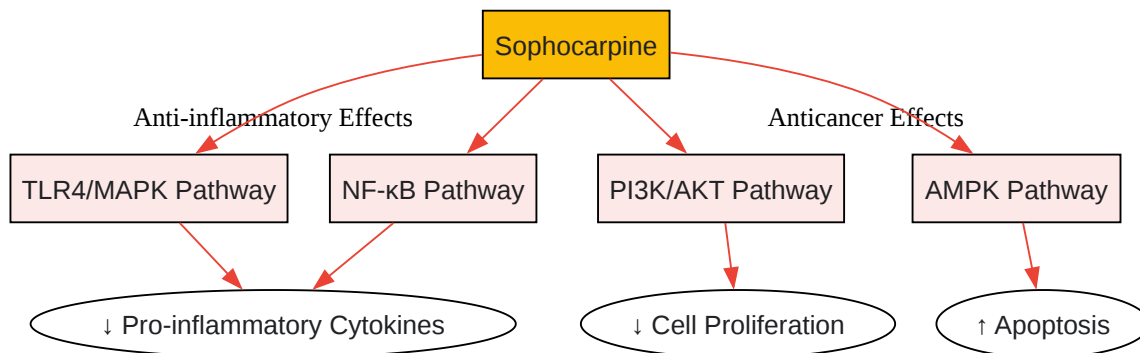 Sophocarpine
Anti-inflammatory Effects
Anticancer Effects
TLR4/MAPK Pathway
NF-κB Pathway
PI3K/AKT Pathway
AMPK Pathway
↓ Pro-inflammatory Cytokines
↓ Cell Proliferation
↑ Apoptosis